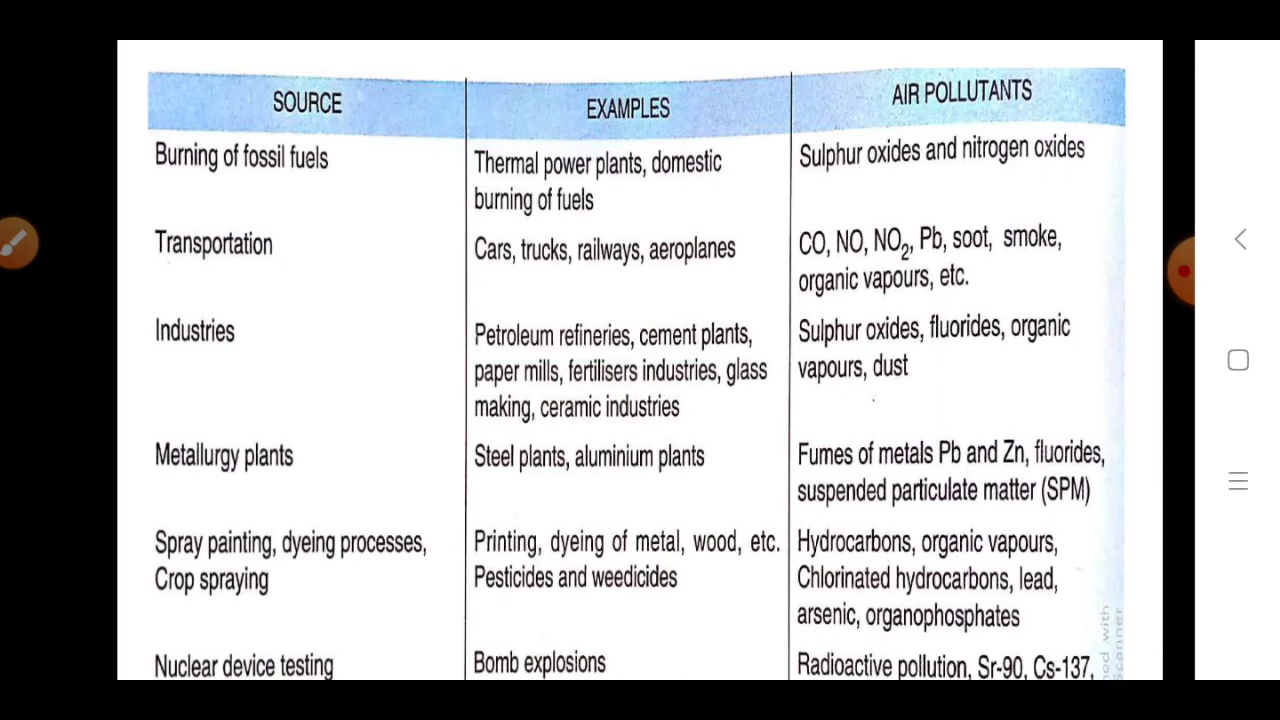 SOURCE
EXAMPLES
AIR POLLUTANTS
Burning of fossil fuels
Thermal power plants, domestic
burning of fuels
Sulphur oxides and nitrogen oxides
Transportation
Cars, trucks, railways, aeroplanes
CO, NO, NO₂, Pb, soot, smoke,
organic vapours, etc.
Industries
Petroleum refineries, cement plants,
paper mills, fertilisers industries, glass
making, ceramic industries
Sulphur oxides, fluorides, organic
vapours, dust
Metallurgy plants
Steel plants, aluminium plants
Fumes of metals Pb and Zn, fluorides,
suspended particulate matter (SPM)
Spray painting, dyeing processes,
Crop spraying
Printing, dyeing of metal, wood, etc.
Pesticides and weedicides
Hydrocarbons, organic vapours,
Chlorinated hydrocarbons, lead,
arsenic, organophosphates
Nuclear device testing
Bomb explosions
Radioactive pollution, Sr-90, Cs-137,
with